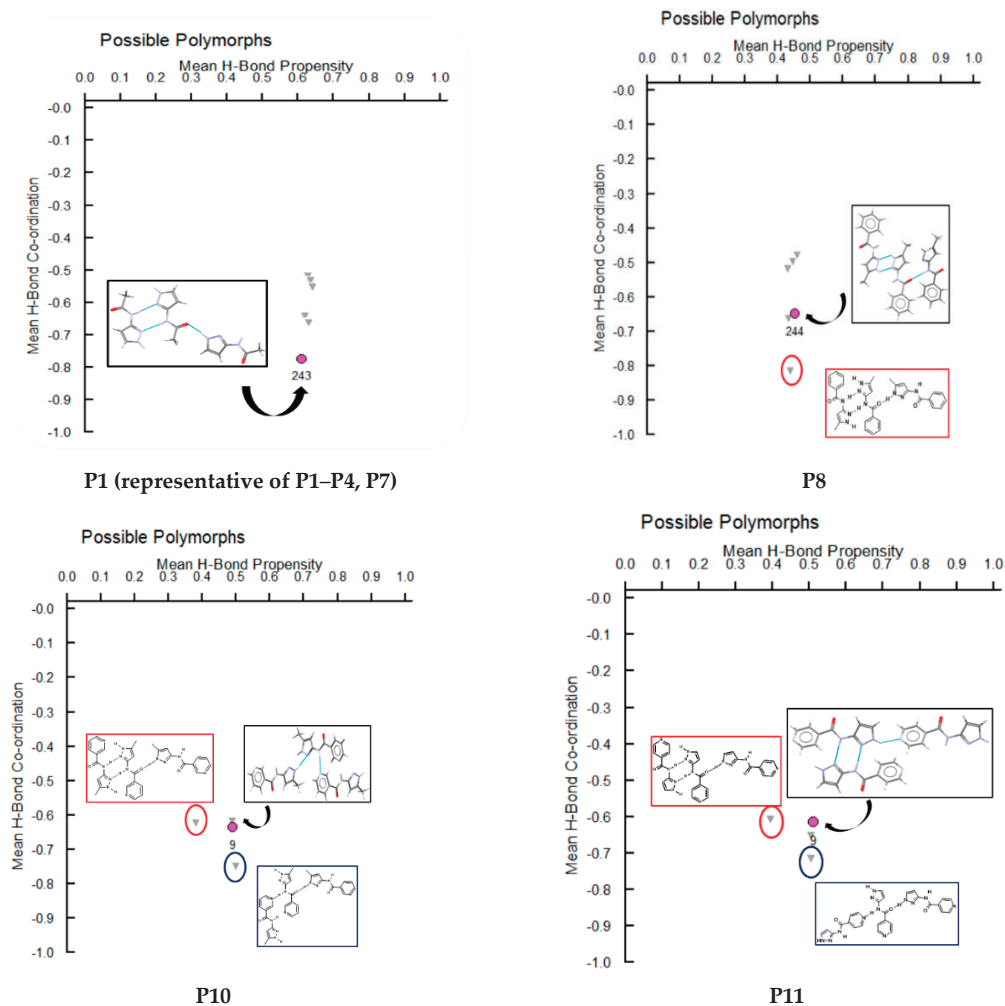 Possible Polymorphs
Mean H-Bond Propensity
0.0 0.1 0.2 0.3 0.4 0.5 0.6 0.7 0.8 0.9 1.0
-0.0
-0.1
-0.2
-0.3
-0.4
-0.5
-0.6
-0.7
-0.8
-0.9
-1.0
Mean H-Bond Co-ordination
243
P1 (representative of P1–P4, P7)
Possible Polymorphs
Mean H-Bond Propensity
0.0 0.1 0.2 0.3 0.4 0.5 0.6 0.7 0.8 0.9 1.0
-0.0
-0.1
-0.2
-0.3
-0.4
-0.5
-0.6
-0.7
-0.8
-0.9
-1.0
Mean H-Bond Co-ordination
244
P8
Possible Polymorphs
Mean H-Bond Propensity
0.0 0.1 0.2 0.3 0.4 0.5 0.6 0.7 0.8 0.9 1.0
-0.0
-0.1
-0.2
-0.3
-0.4
-0.5
-0.6
-0.7
-0.8
-0.9
-1.0
Mean H-Bond Co-ordination
9
P10
Possible Polymorphs
Mean H-Bond Propensity
0.0 0.1 0.2 0.3 0.4 0.5 0.6 0.7 0.8 0.9 1.0
-0.0
-0.1
-0.2
-0.3
-0.4
-0.5
-0.6
-0.7
-0.8
-0.9
-1.0
Mean H-Bond Co-ordination
9
P11